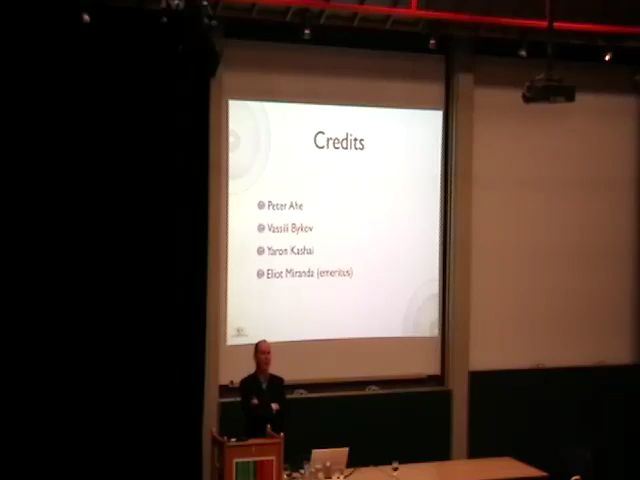 Credits
Peter Ahe
Vassili Bykov
Yaron Kashai
Eliot Miranda (emeritus)